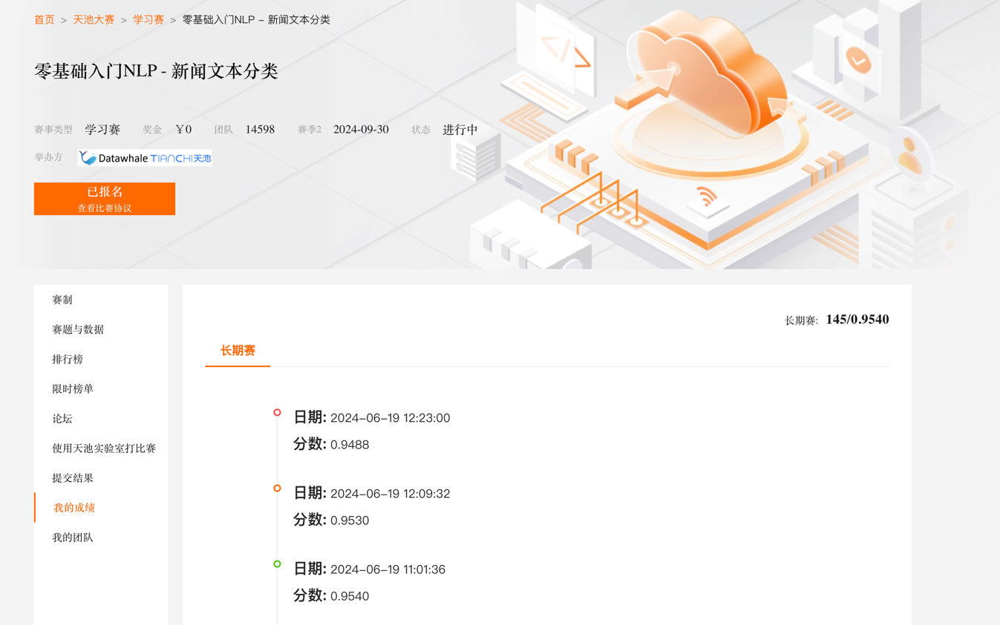 首页 > 天池大赛 > 学习赛 > 零基础入门NLP - 新闻文本分类
零基础入门NLP - 新闻文本分类
赛事类型 学习赛 奖金 ￥0 团队 14598 赛季2 2024-09-30 状态 进行中
举办方 Datawhale TIANCHI天池
已报名
查看比赛协议
赛制
赛题与数据
排行榜
限时榜单
论坛
使用天池实验室打比赛
提交结果
我的成绩
我的团队
长期赛: 145/0.9540
长期赛
日期: 2024-06-19 12:23:00
分数: 0.9488
日期: 2024-06-19 12:09:32
分数: 0.9530
日期: 2024-06-19 11:01:36
分数: 0.9540